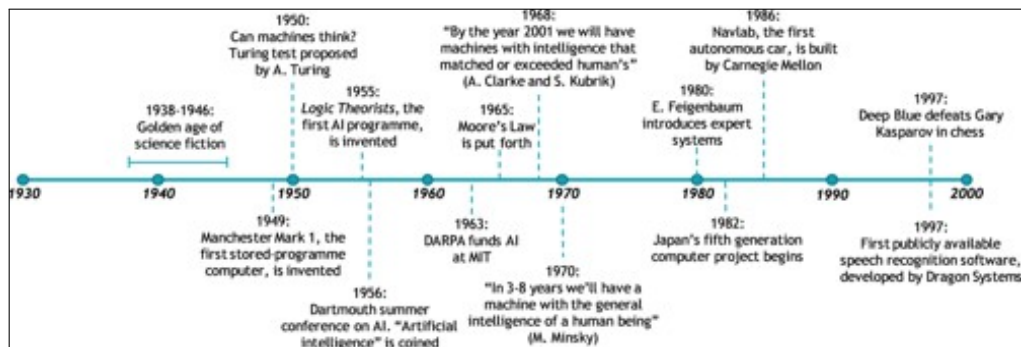 1950:
Can machines think?
Turing test proposed
by A. Turing
1968:
“By the year 2001 we will have
machines with intelligence that
matched or exceeded human’s”
(A. Clarke and S. Kubrik)
1986:
Navlab, the first
autonomous car, is built
by Carnegie Mellon
1938-1946:
Golden age of
science fiction
1955:
Logic Theorists, the
first AI programme,
is invented
1965:
Moore’s Law
is put forth
1980:
E. Feigenbaum
introduces expert
systems
1997:
Deep Blue defeats Gary
Kasparov in chess
1930 1940 1950 1960 1970 1980 1990 2000
1949:
Manchester Mark 1, the
first stored-programme
computer, is invented
1956:
Dartmouth summer
conference on AI. “Artificial
intelligence” is coined
1963:
DARPA funds AI
at MIT
1970:
“In 3-8 years we’ll have a
machine with the general
intelligence of a human being”
(M. Minsky)
1982:
Japan’s fifth generation
computer project begins
1997:
First publicly available
speech recognition software,
developed by Dragon Systems